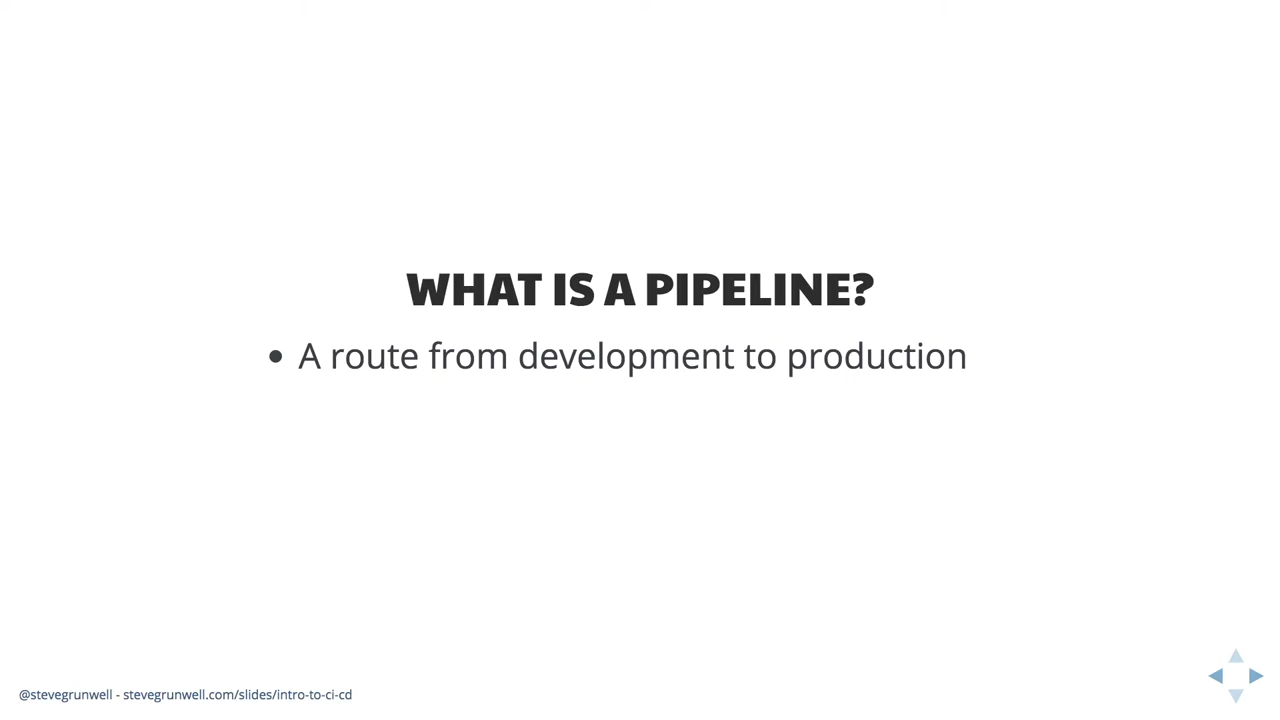 WHAT IS A PIPELINE?
• A route from development to production
@stevegrunwell - stevegrunwell.com/slides/intro-to-ci-cd